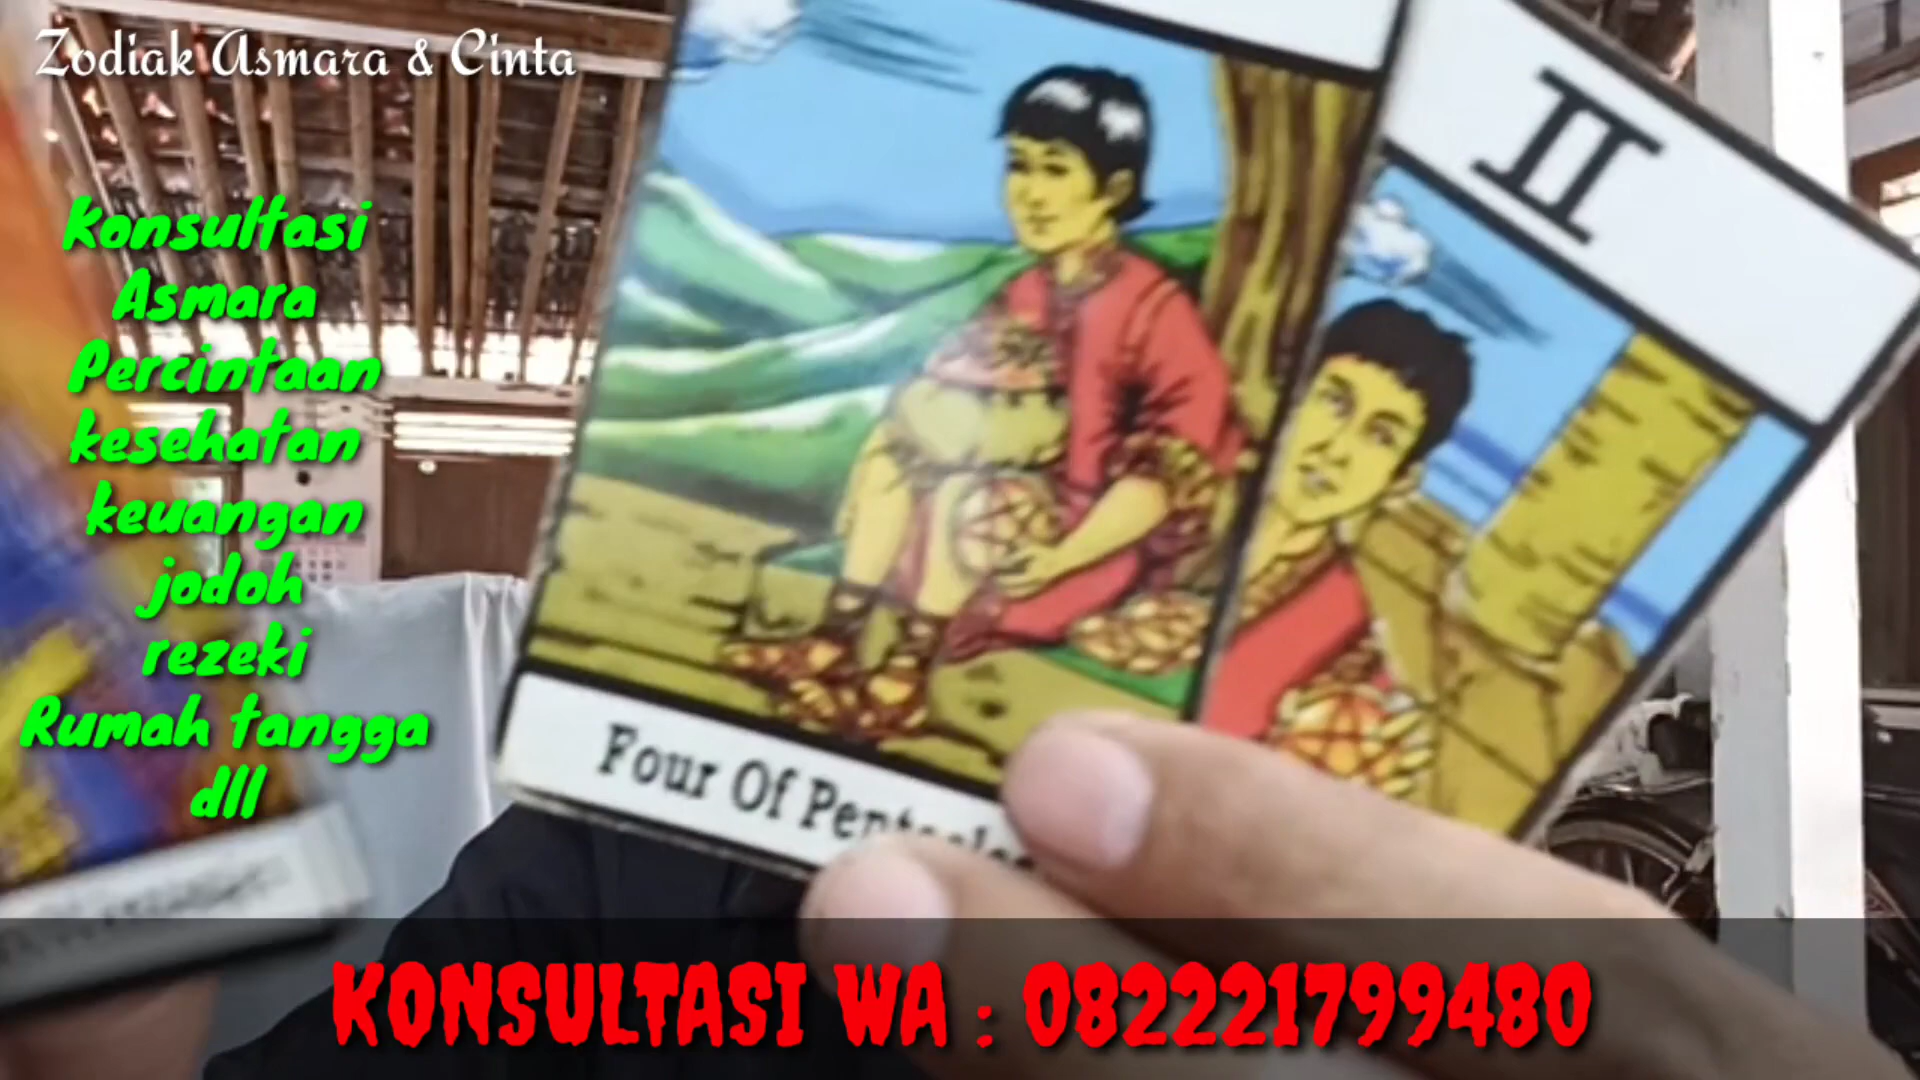 Zodiak Asmara & Cinta
II
Konsultasi
Asmara
Percintaan
kesehatan
keuangan
jodoh
rezeki
Rumah tangga
dll
Four Of Pentacles
KONSULTASI WA : 082221799480